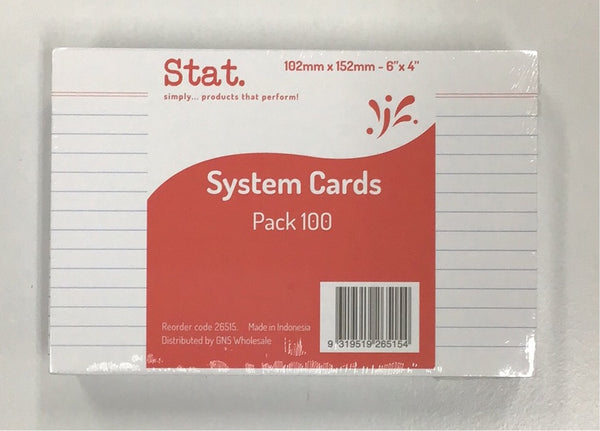 Stat.
simply... products that perform!
102mm x 152mm - 6"x 4"
System Cards
Pack 100
Reorder code 26515. Made in Indonesia
Distributed by GNS Wholesale
9 319519 265154